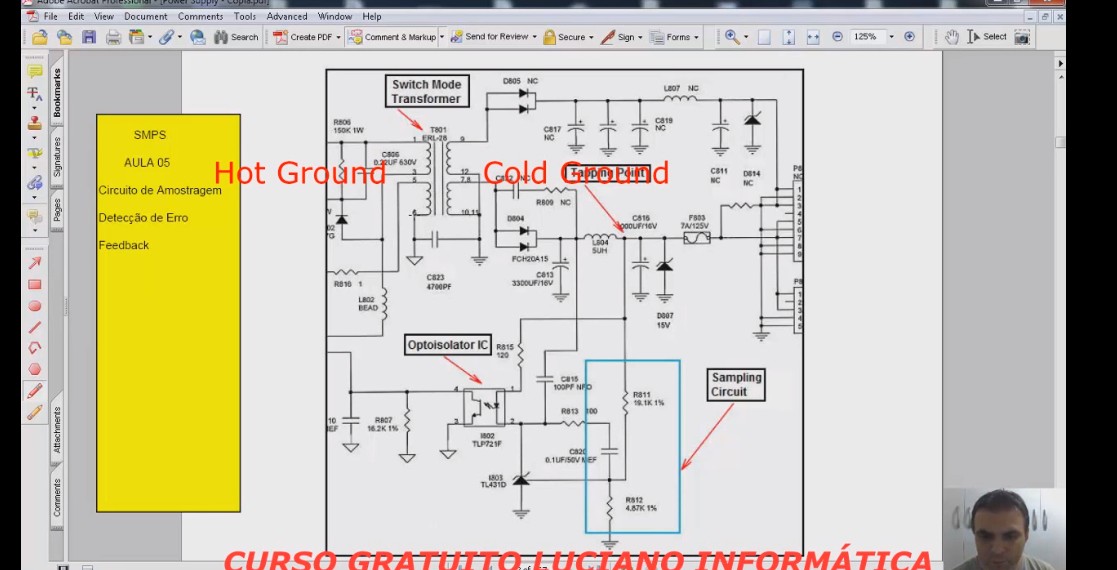 Adobe Acrobat Professional - [Power Supply - Copia.pdf]
File Edit View Document Comments Tools Advanced Window Help
Search Create PDF Comment & Markup Send for Review Secure Sign Forms 125% Select
Bookmarks
Signatures
Pages
Attachments
Comments
SMPS
AULA 05
Circuito de Amostragem
Detecção de Erro
Feedback
Hot Ground
Cold Ground
Switch Mode
Transformer
Tapping Point
Optoisolator IC
Sampling
Circuit
D805 NC
L807 NC
R806
150K 1W
T801
ERL-28
C817
NC
C819
NC
C806
0.22UF 630V
C811
NC
D814
NC
R809 NC
D804
FCH20A15
C816
F803
7A/125V
L804
5UH
C813
3300UF/16V
D807
15V
C823
4700PF
R816 1
L802
BEAD
R815
120
C815
100PF NPO
R811
19.1K 1%
R813 100
R807
16.2K 1%
I802
TLP721F
C820
0.1UF/50V MEF
I803
TL431D
R812
4.87K 1%
CURSO GRATUITO LUCIANO INFORMÁTICA